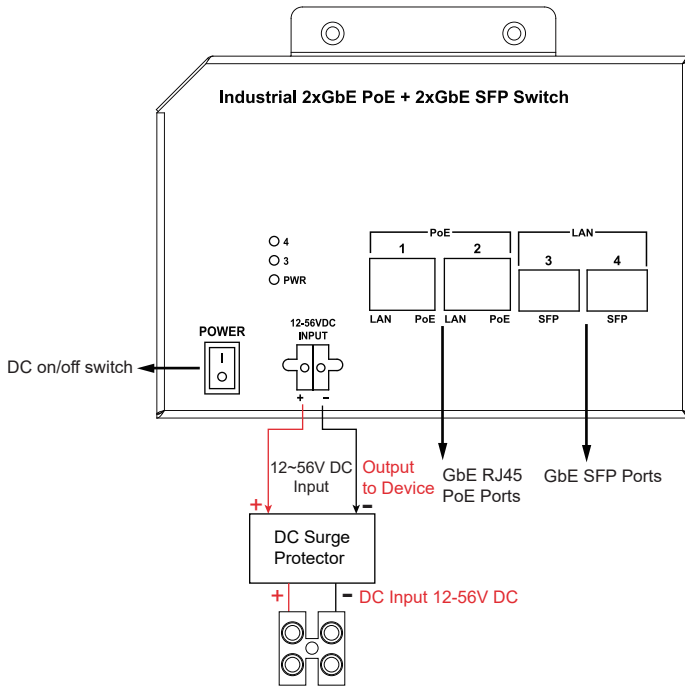 Industrial 2xGbE PoE + 2xGbE SFP Switch
PoE
LAN
1
2
3
4
4
3
PWR
LAN PoE LAN PoE
SFP
SFP
POWER
12-56VDC
INPUT
I
O
DC on/off switch
+ −
12~56V DC
Input
Output
to Device
GbE RJ45
PoE Ports
GbE SFP Ports
+
-
DC Surge
Protector
+
-
DC Input 12-56V DC